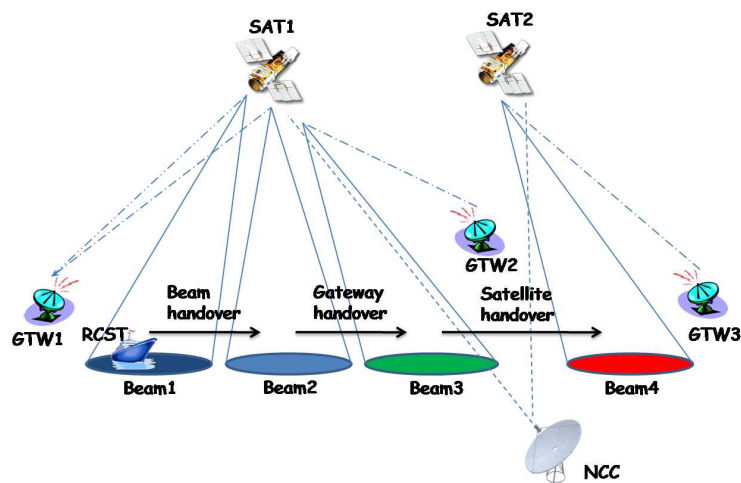 SAT1
SAT2
GTW2
Beam
handover
Gateway
handover
Satellite
handover
GTW1
RCST
GTW3
Beam1
Beam2
Beam3
Beam4
NCC